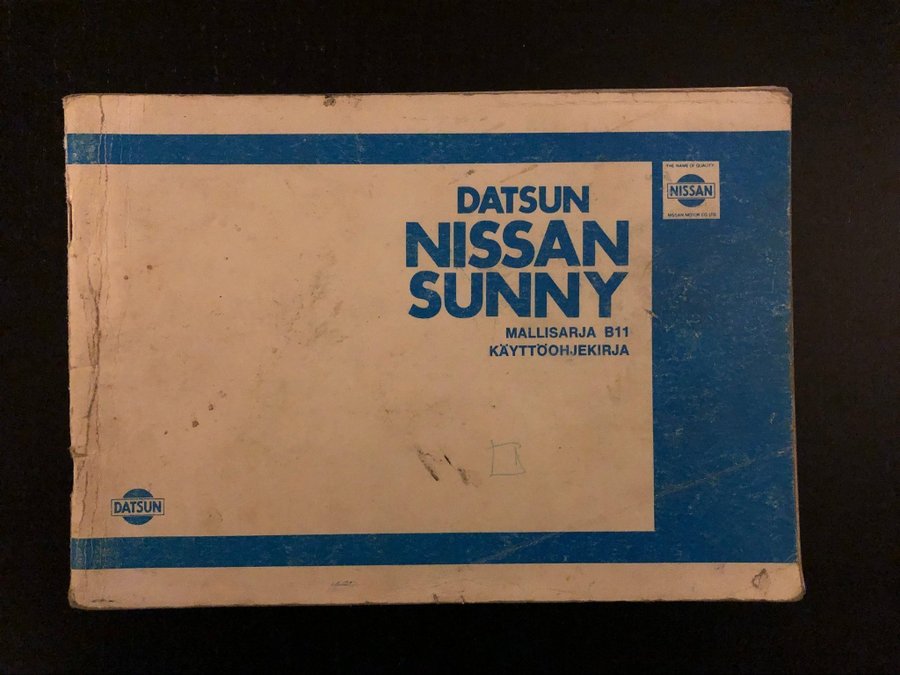 THE NAME OF QUALITY
NISSAN
NISSAN MOTOR CO. LTD
DATSUN
NISSAN
SUNNY
MALLISARJA B11
KÄYTTÖOHJEKIRJA
DATSUN